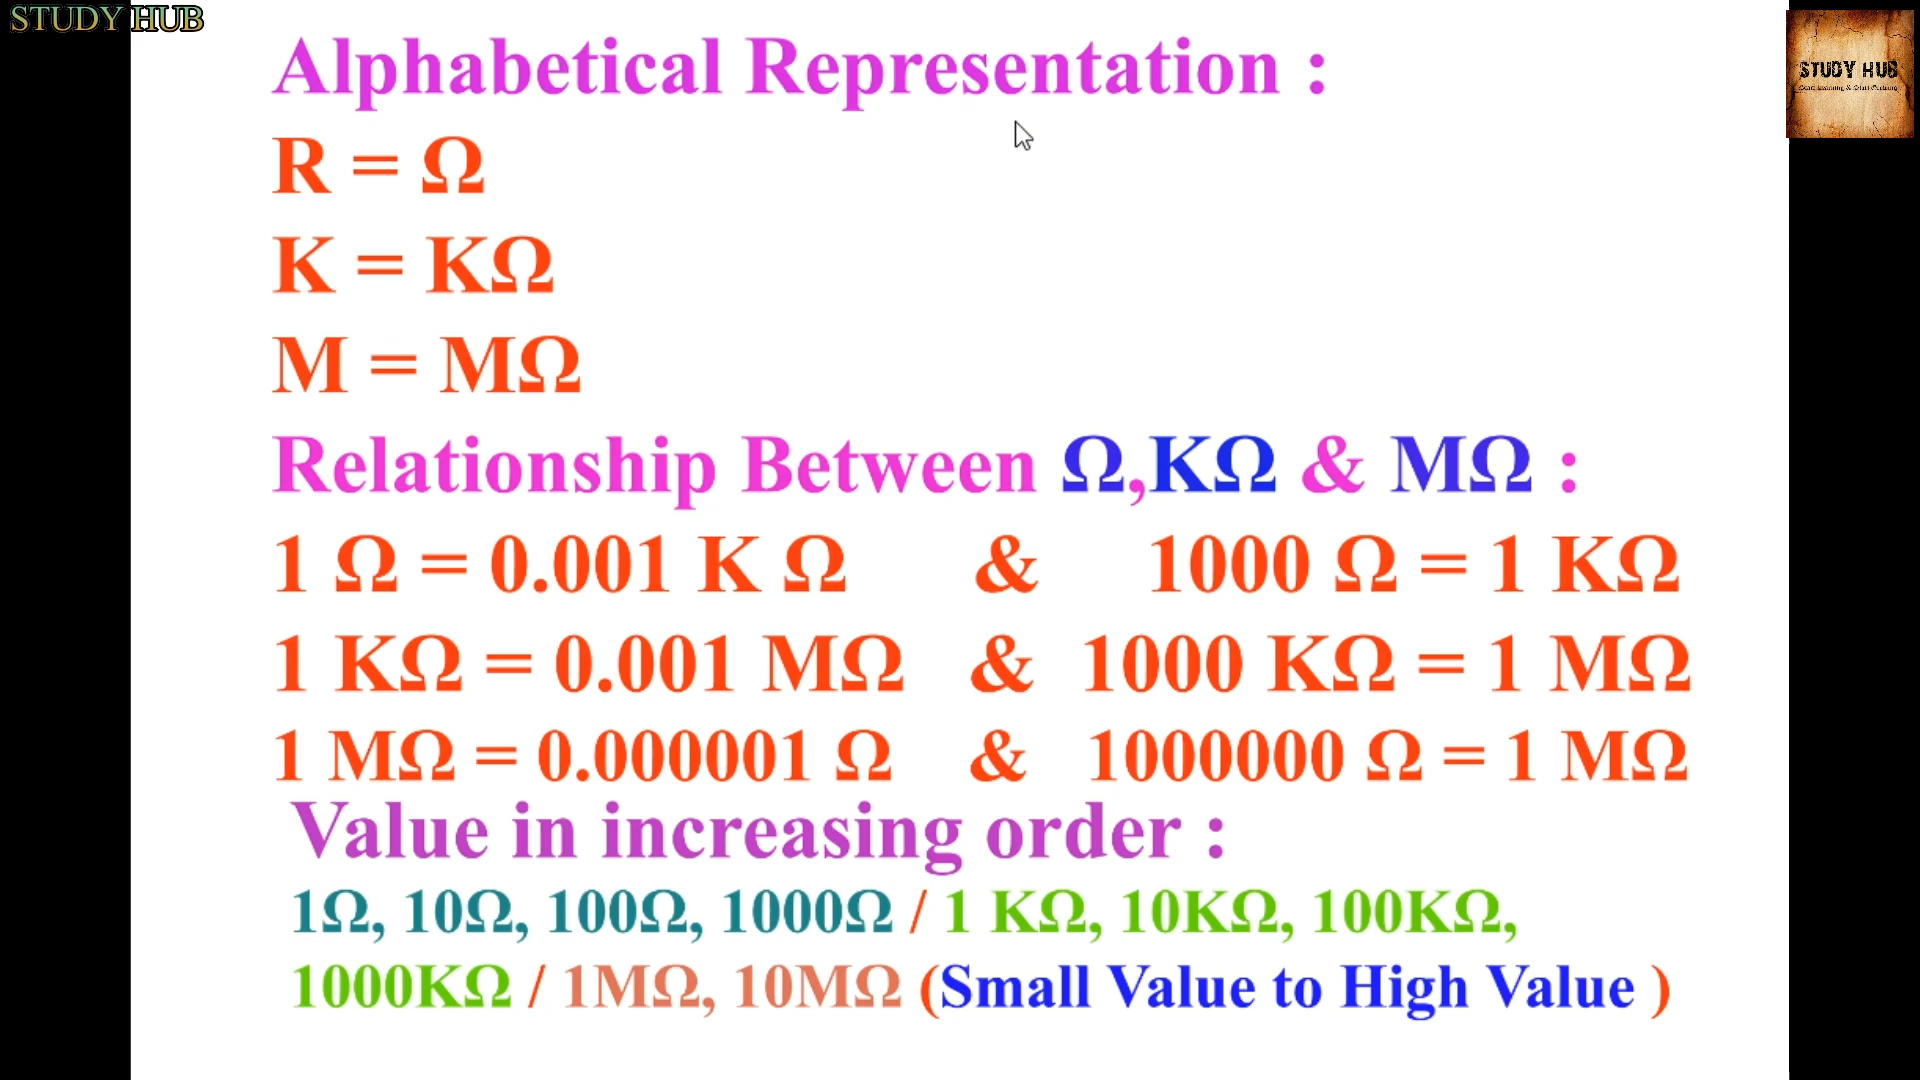 STUDY HUB
STUDY HUB
Alphabetical Representation :
R = Ω
K = KΩ
M = MΩ
Relationship Between Ω,KΩ & MΩ :
1 Ω = 0.001 K Ω & 1000 Ω = 1 KΩ
1 KΩ = 0.001 MΩ & 1000 KΩ = 1 MΩ
1 MΩ = 0.000001 Ω & 1000000 Ω = 1 MΩ
Value in increasing order :
1Ω, 10Ω, 100Ω, 1000Ω / 1 KΩ, 10KΩ, 100KΩ,
1000KΩ / 1MΩ, 10MΩ (Small Value to High Value )